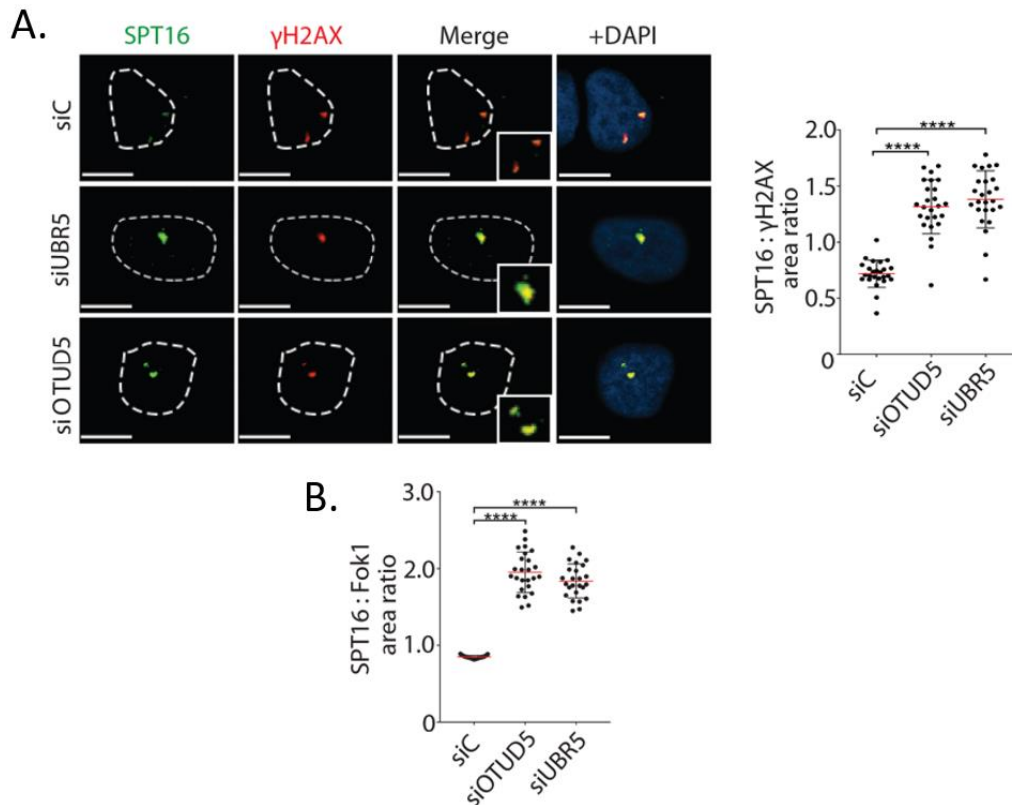 A.
SPT16 γH2AX Merge +DAPI
siC
siUBR5
siOTUD5
SPT16 : γH2AX
area ratio
2.0
1.5
1.0
0.5
0
****
****
siC
siOTUD5
siUBR5
B.
SPT16 : Fok1
area ratio
3.0
2.0
1.0
0
****
****
siC
siOTUD5
siUBR5